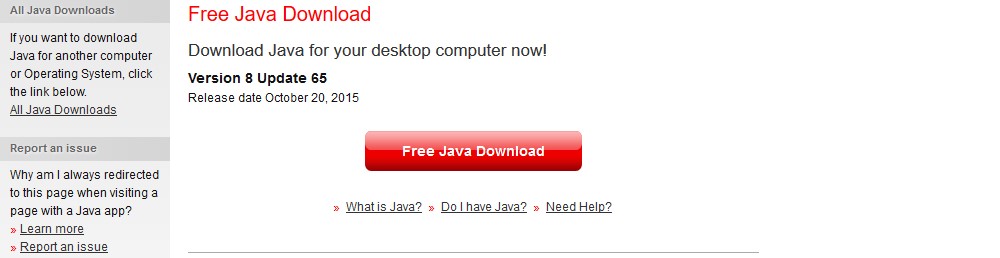 All Java Downloads
If you want to download
Java for another computer
or Operating System, click
the link below.
All Java Downloads
Report an issue
Why am I always redirected
to this page when visiting a
page with a Java app?
» Learn more
» Report an issue
Free Java Download
Download Java for your desktop computer now!
Version 8 Update 65
Release date October 20, 2015
Free Java Download
» What is Java? » Do I have Java? » Need Help?